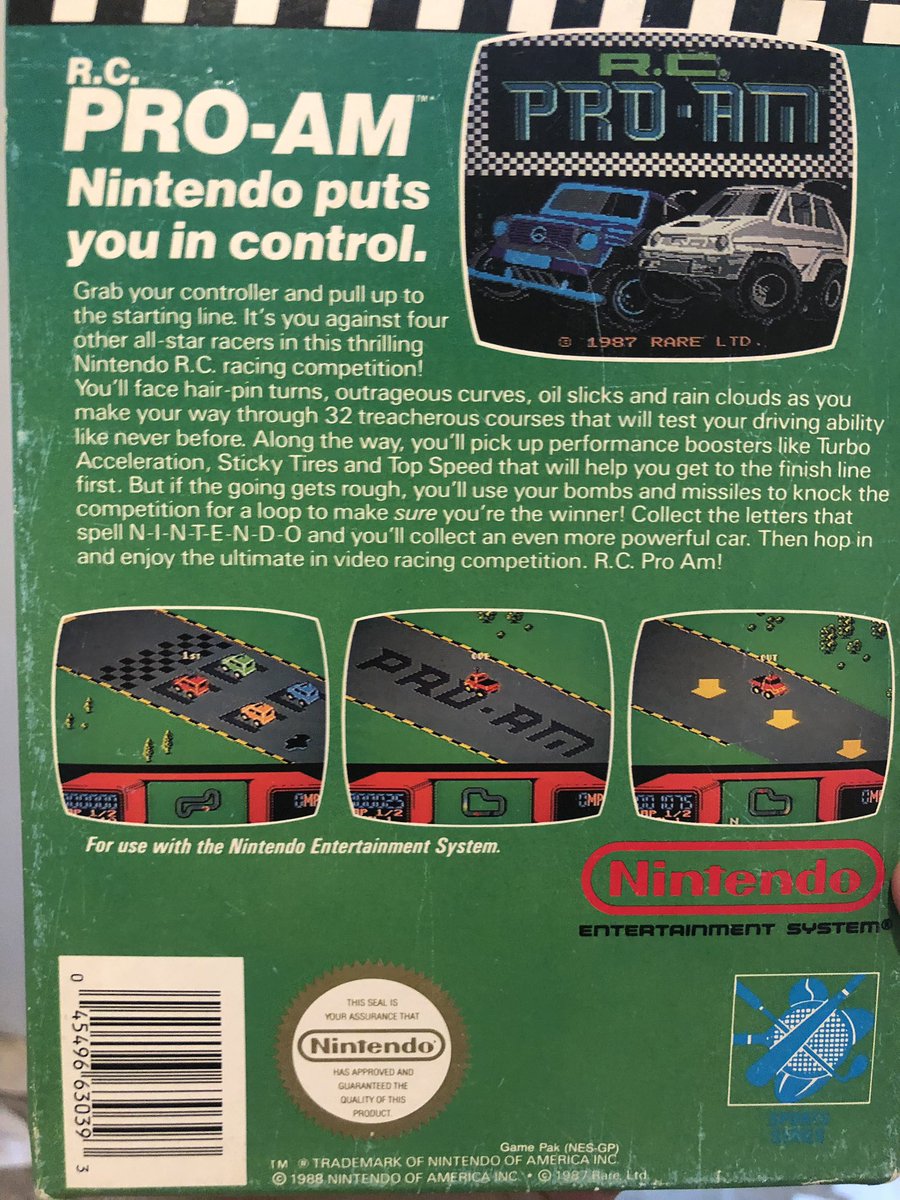 R.C.
PRO-AM™
Nintendo puts
you in control.
R.C.
PRO-AM
© 1987 RARE LTD.
Grab your controller and pull up to
the starting line. It's you against four
other all-star racers in this thrilling
Nintendo R.C. racing competition!
You'll face hair-pin turns, outrageous curves, oil slicks and rain clouds as you
make your way through 32 treacherous courses that will test your driving ability
like never before. Along the way, you'll pick up performance boosters like Turbo
Acceleration, Sticky Tires and Top Speed that will help you get to the finish line
first. But if the going gets rough, you'll use your bombs and missiles to knock the
competition for a loop to make sure you're the winner! Collect the letters that
spell N-I-N-T-E-N-D-O and you'll collect an even more powerful car. Then hop in
and enjoy the ultimate in video racing competition. R.C. Pro Am!
1st
PRO-AM
OUT
1/2
1/2
1/2
N
For use with the Nintendo Entertainment System.
Nintendo
ENTERTAINMENT SYSTEM®
0 45496 63039 3
THIS SEAL IS
YOUR ASSURANCE THAT
Nintendo
HAS APPROVED AND
GUARANTEED THE
QUALITY OF THIS
PRODUCT.
Game Pak (NES-GP)
TM ® TRADEMARK OF NINTENDO OF AMERICA INC.
© 1988 NINTENDO OF AMERICA INC. • © 1987 Rare, Ltd.